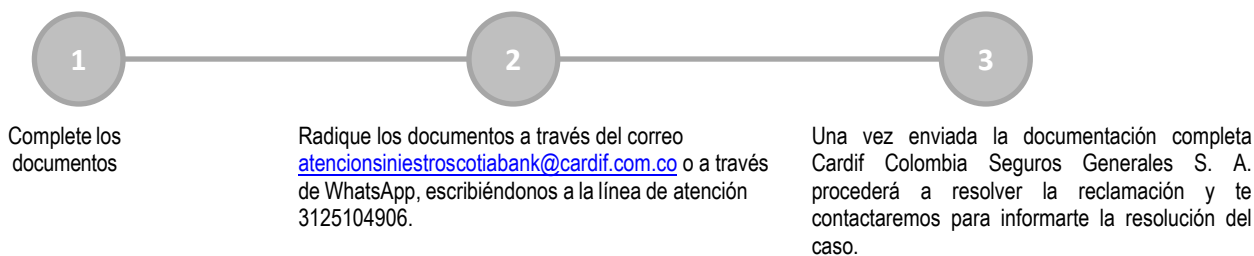 1
2
3
Complete los
documentos
Radique los documentos a través del correo
atencionsiniestroscotiabank@cardif.com.co o a través
de WhatsApp, escribiéndonos a la línea de atención
3125104906.
Una vez enviada la documentación completa
Cardif Colombia Seguros Generales S. A.
procederá a resolver la reclamación y te
contactaremos para informarte la resolución del
caso.